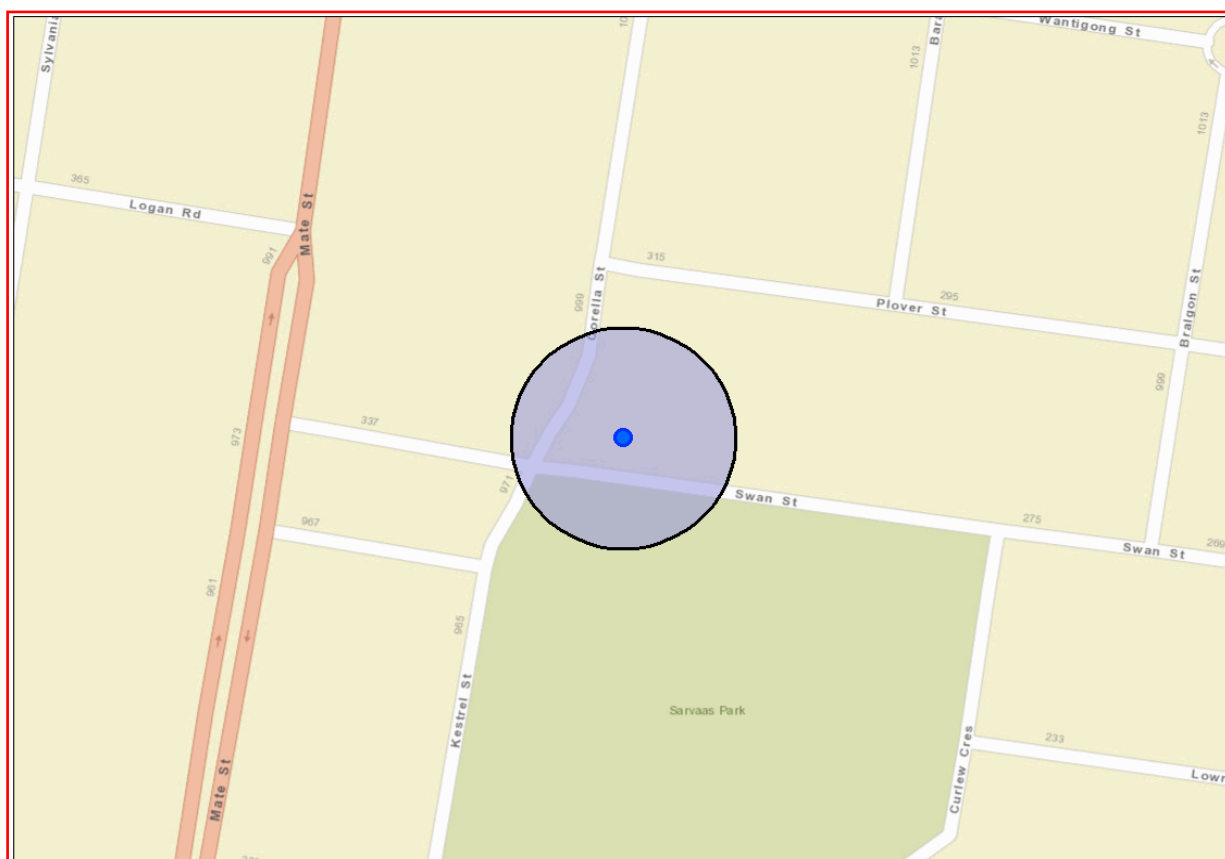 Wantigong St
1013
1013
Sylvania
365
Logan Rd
Mate St
991
315
Corella St
999
295
Plover St
Bralgon St
999
973
337
971
Swan St
275
Swan St
269
967
961
965
Kestrel St
Sarvaas Park
Curlew Cres
233
Mate St